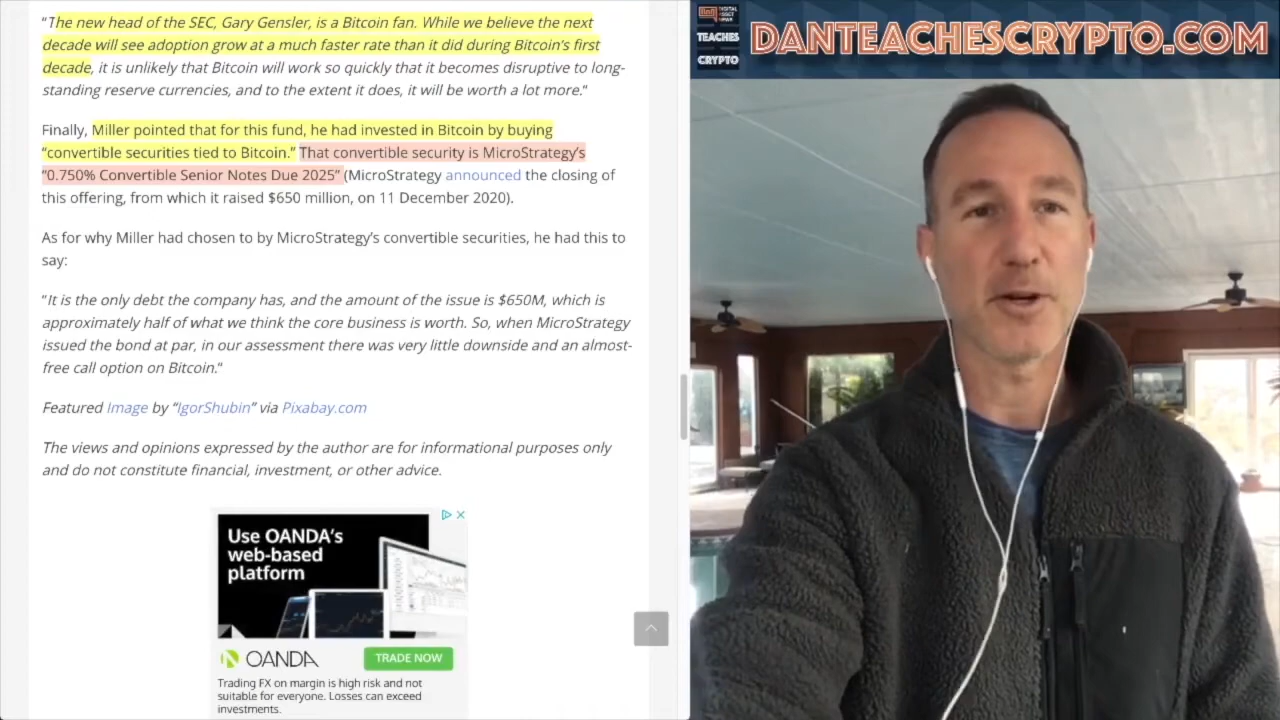 "The new head of the SEC, Gary Gensler, is a Bitcoin fan. While we believe the next
decade will see adoption grow at a much faster rate than it did during Bitcoin's first
decade, it is unlikely that Bitcoin will work so quickly that it becomes disruptive to long-
standing reserve currencies, and to the extent it does, it will be worth a lot more."
Finally, Miller pointed that for this fund, he had invested in Bitcoin by buying
"convertible securities tied to Bitcoin." That convertible security is MicroStrategy's
"0.750% Convertible Senior Notes Due 2025" (MicroStrategy announced the closing of
this offering, from which it raised $650 million, on 11 December 2020).
As for why Miller had chosen to by MicroStrategy's convertible securities, he had this to
say:
"It is the only debt the company has, and the amount of the issue is $650M, which is
approximately half of what we think the core business is worth. So, when MicroStrategy
issued the bond at par, in our assessment there was very little downside and an almost-
free call option on Bitcoin."
Featured Image by "IgorShubin" via Pixabay.com
The views and opinions expressed by the author are for informational purposes only
and do not constitute financial, investment, or other advice.
Use OANDA's
web-based
platform
OANDA
TRADE NOW
Trading FX on margin is high risk and not
suitable for everyone. Losses can exceed
investments.
DIGITAL
ASSET
NEWS
TEACHES
CRYPTO
DANTEACHESCRYPTO.COM